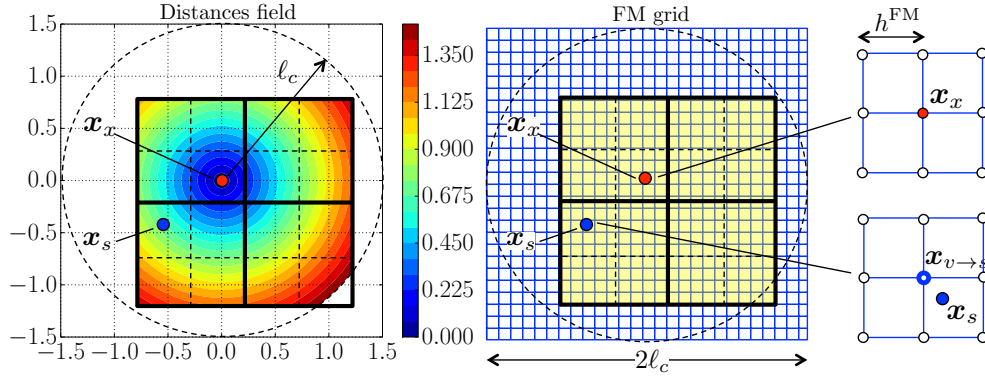 Distances field
1.5
1.0
0.5
0.0
−0.5
−1.0
−1.5
−1.5 −1.0 −0.5 0.0 0.5 1.0 1.5
ℓc
xx
xs
1.350
1.125
0.900
0.675
0.450
0.225
0.000
FM grid
xx
xs
2ℓc
hFM
xx
xv→s
xs